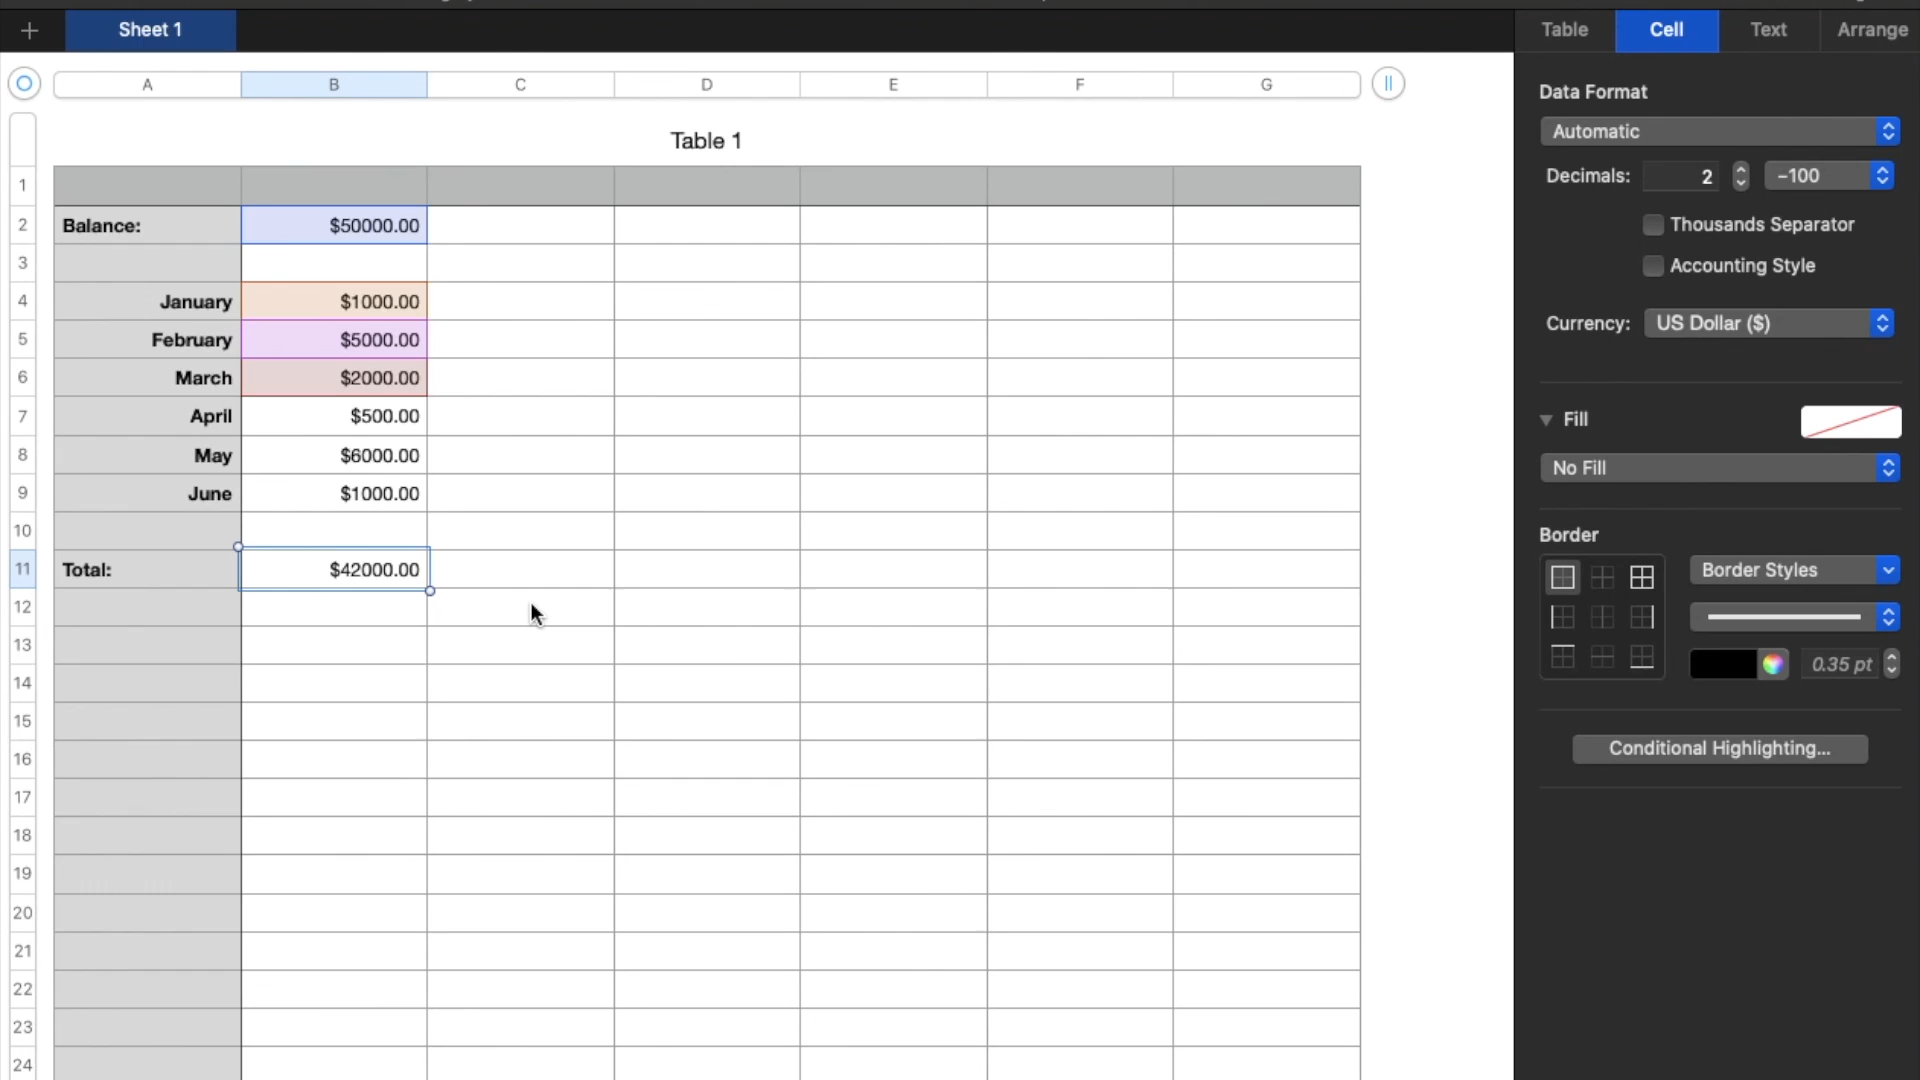 Sheet 1
Table Cell Text Arrange
A B C D E F G
Table 1
1
2 Balance: $50000.00
3
4 January $1000.00
5 February $5000.00
6 March $2000.00
7 April $500.00
8 May $6000.00
9 June $1000.00
10
11 Total: $42000.00
12
13
14
15
16
17
18
19
20
21
22
23
24
Data Format
Automatic
Decimals: 2 −100
Thousands Separator
Accounting Style
Currency: US Dollar ($)
Fill
No Fill
Border
Border Styles
0.35 pt
Conditional Highlighting...